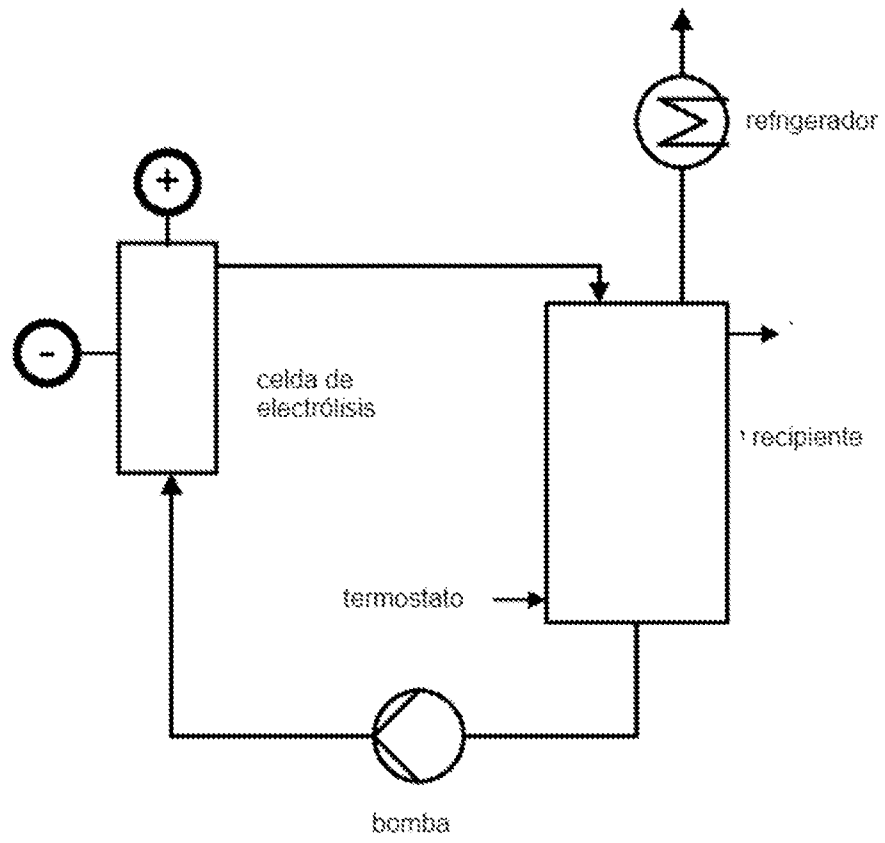 refrigerador
+
-
celda de
electrólisis
recipiente
termostato
bomba